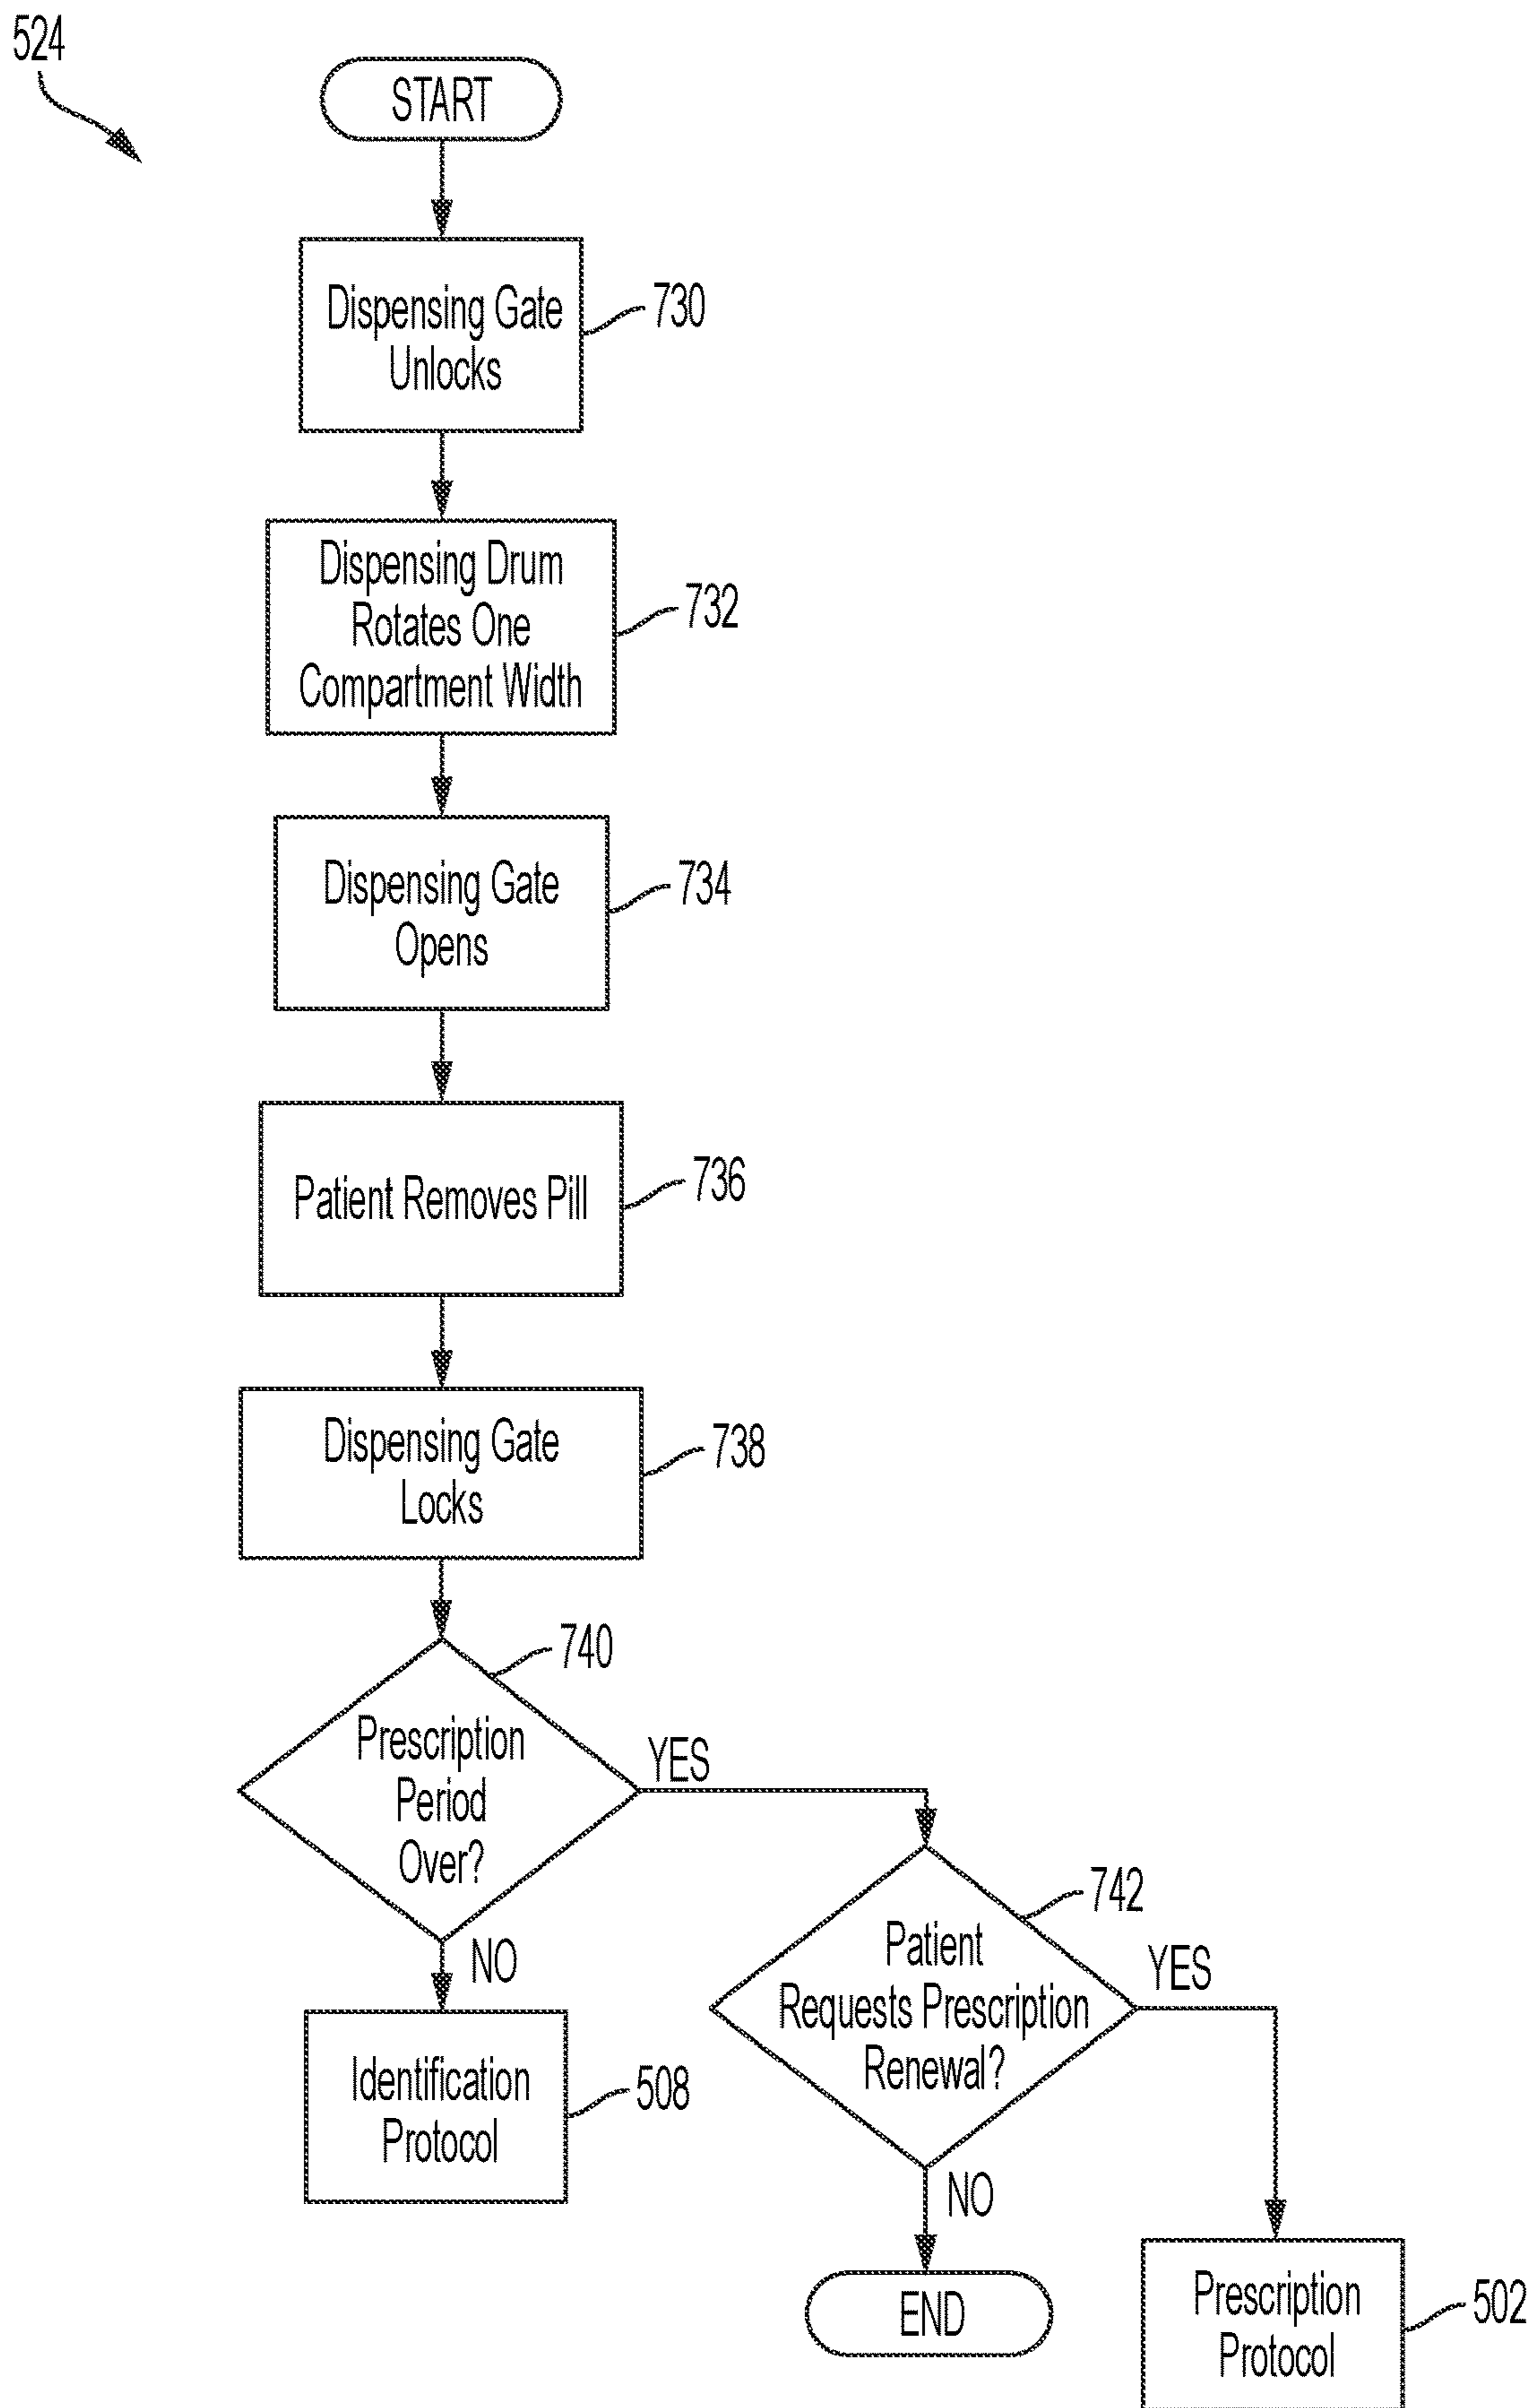 524
START
Dispensing Gate
Unlocks
730
Dispensing Drum
Rotates One
Compartment Width
732
Dispensing Gate
Opens
734
Patient Removes Pill
736
Dispensing Gate
Locks
738
740
Prescription
Period
Over?
YES
NO
742
Patient
Requests Prescription
Renewal?
YES
NO
Identification
Protocol
508
END
Prescription
Protocol
502